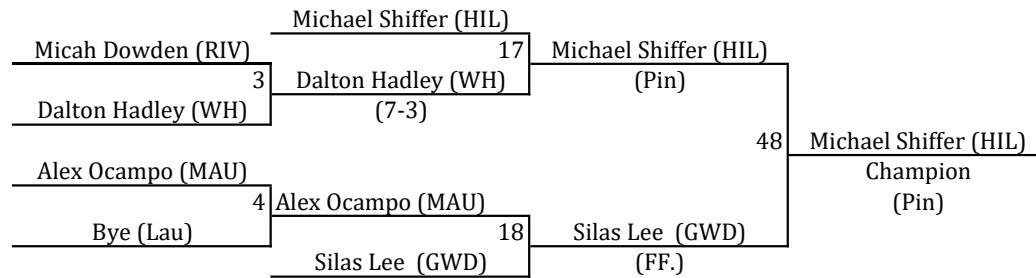 Michael Shiffer (HIL)
Micah Dowden (RIV)
17
Michael Shiffer (HIL)
3
Dalton Hadley (WH)
(Pin)
Dalton Hadley (WH)
(7-3)
48
Michael Shiffer (HIL)
Alex Ocampo (MAU)
Champion
4
Alex Ocampo (MAU)
(Pin)
Bye (Lau)
18
Silas Lee (GWD)
Silas Lee (GWD)
(FF.)